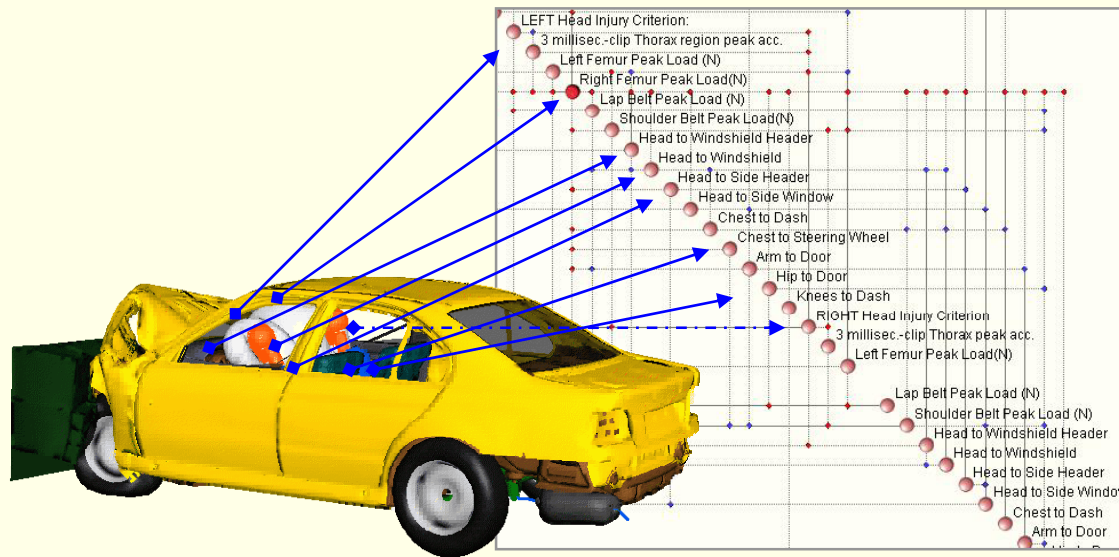 LEFT Head Injury Criterion:
3 millisec.-clip Thorax region peak acc.
Left Femur Peak Load (N)
Right Femur Peak Load(N)
Lap Belt Peak Load (N)
Shoulder Belt Peak Load(N)
Head to Windshield Header
Head to Windshield
Head to Side Header
Head to Side Window
Chest to Dash
Chest to Steering Wheel
Arm to Door
Hip to Door
Knees to Dash
RIGHT Head Injury Criterion
3 millisec.-clip Thorax peak acc.
Left Femur Peak Load(N)
Lap Belt Peak Load (N)
Shoulder Belt Peak Load (N)
Head to Windshield Header
Head to Windshield
Head to Side Header
Head to Side Windo
Chest to Dash
Arm to Door